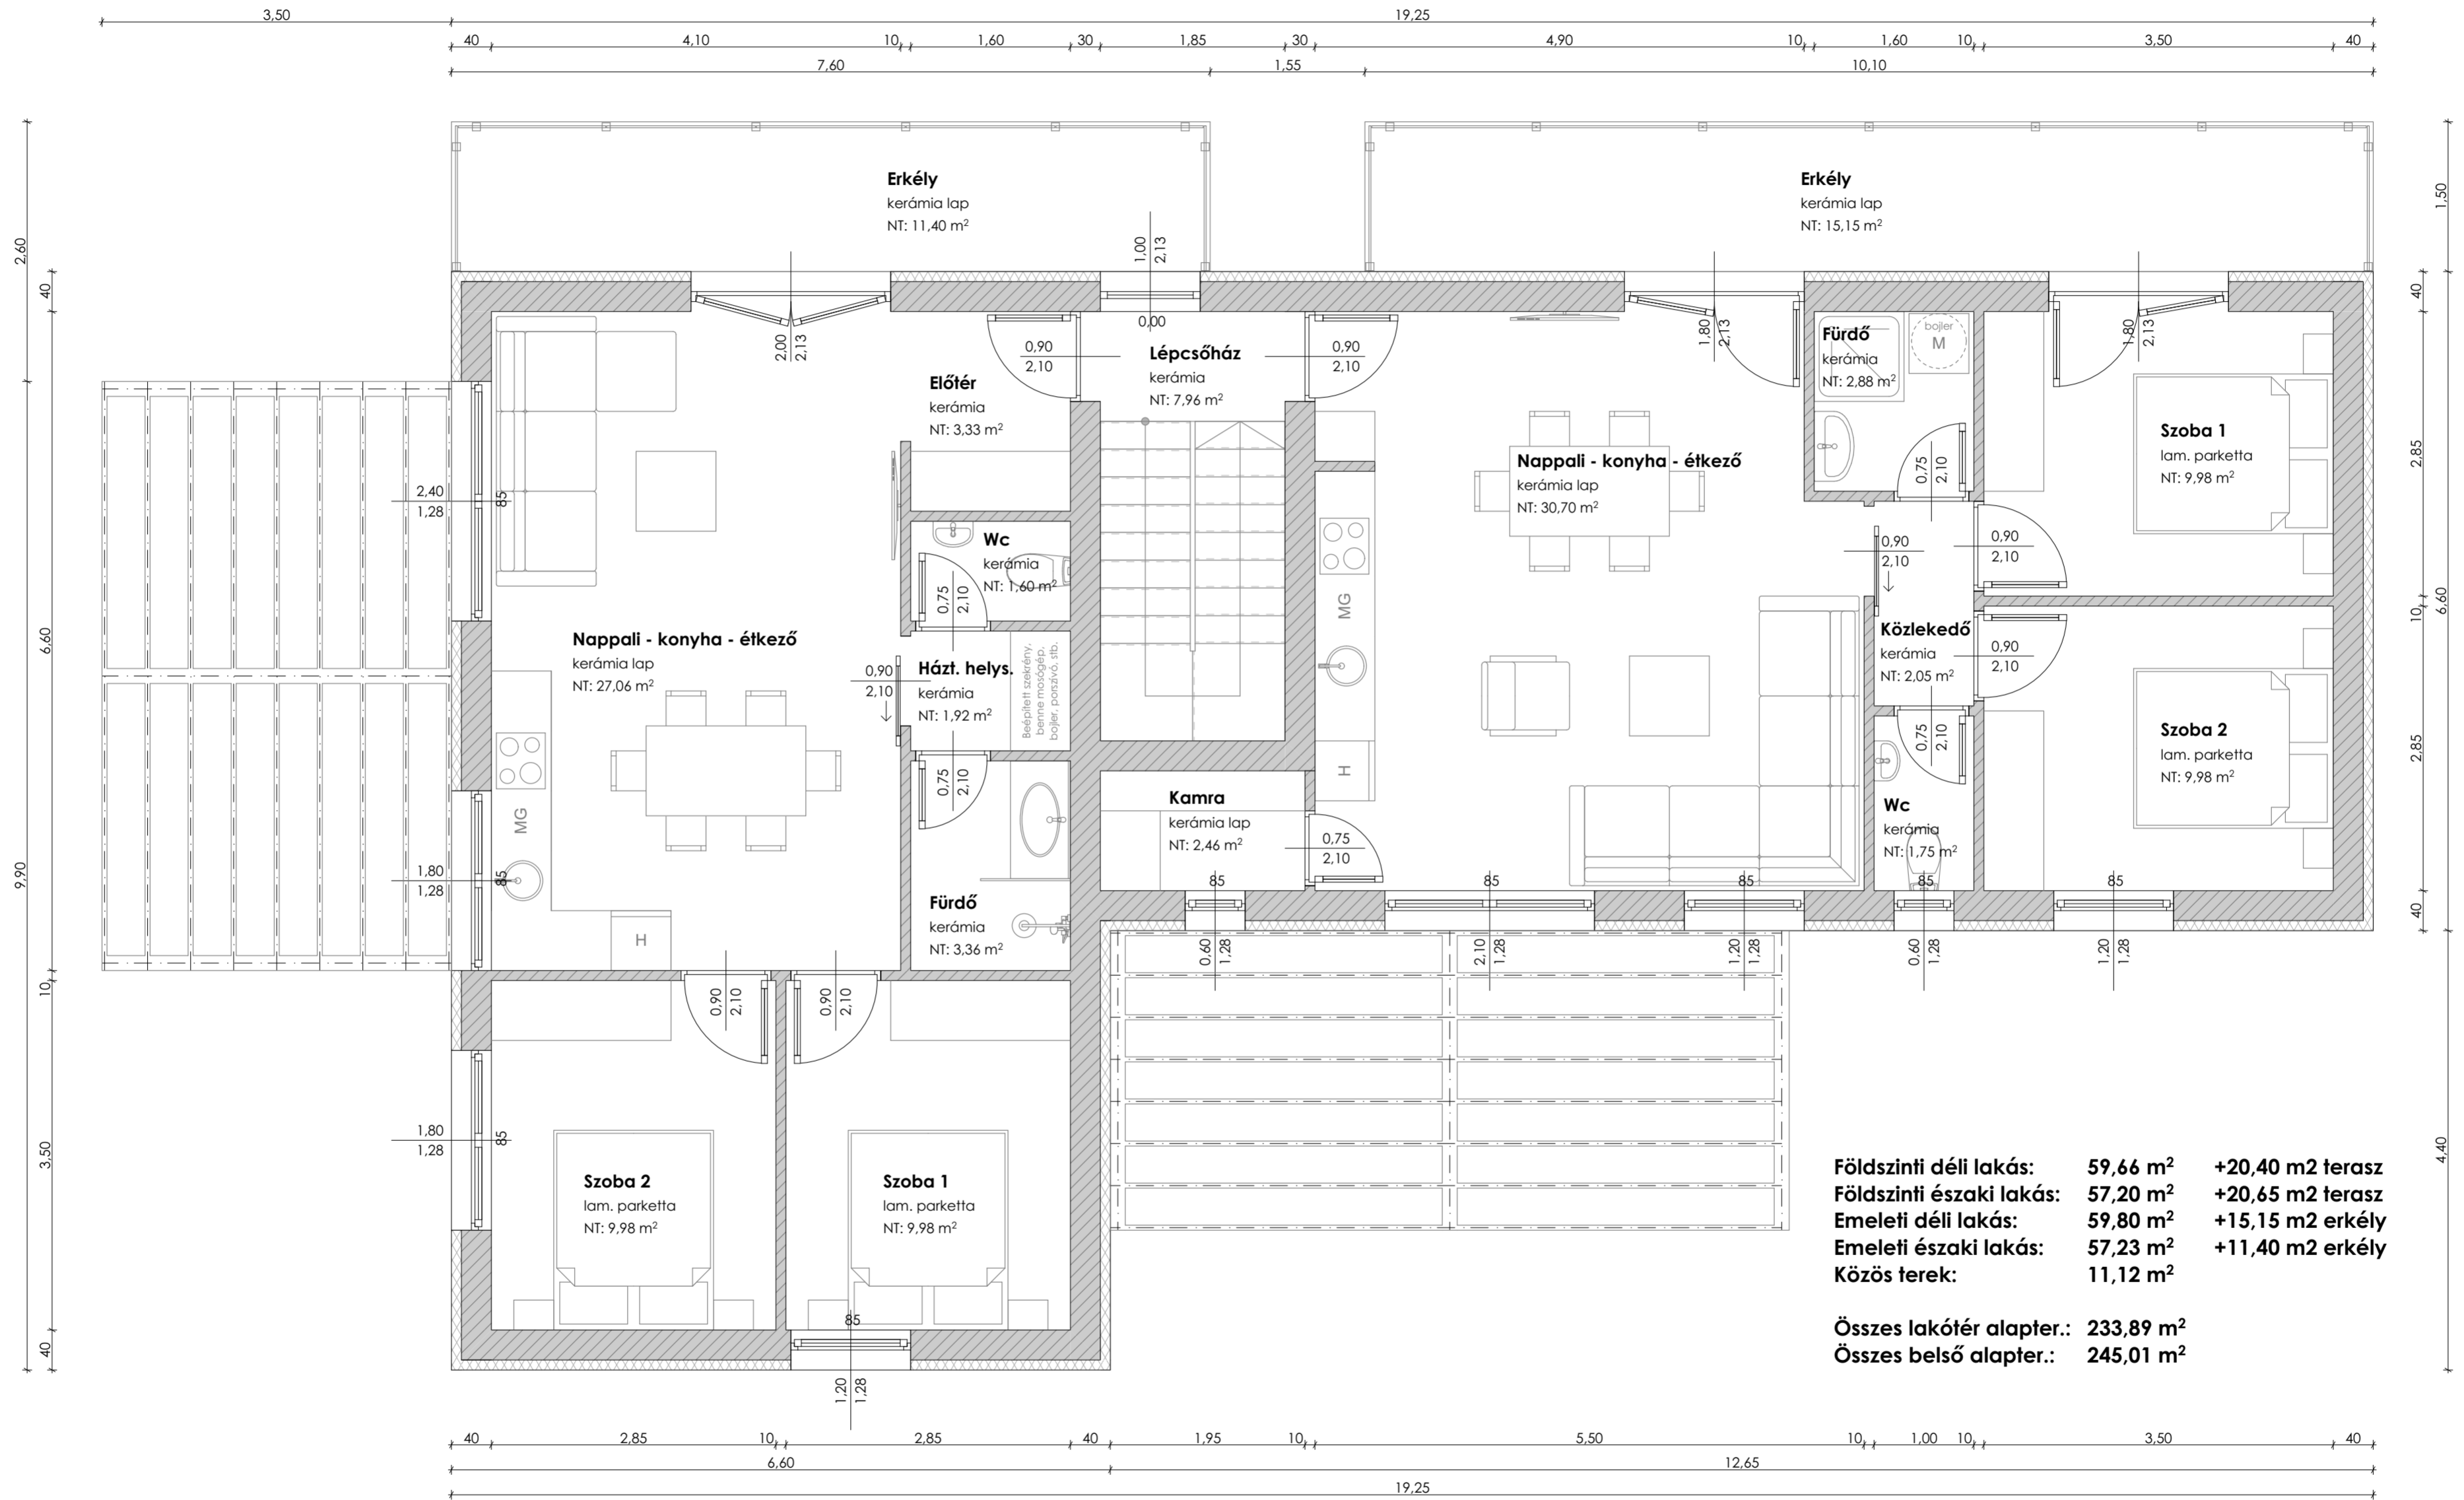 3,50
19,25
40
4,10
10
1,60
30
1,85
30
4,90
10
1,60
10
3,50
40
7,60
1,55
10,10
2,60
40
6,60
9,90
10
3,50
40
1,50
40
2,85
6,60
10
2,85
40
4,40
Erkély
kerámia lap
NT: 11,40 m²
Erkély
kerámia lap
NT: 15,15 m²
1,00
2,13
0,00
2,00
2,13
1,80
2,13
1,80
2,13
0,90
2,10
Lépcsőház
kerámia
NT: 7,96 m²
0,90
2,10
Fürdő
kerámia
NT: 2,88 m²
bojler
M
Előtér
kerámia
NT: 3,33 m²
Szoba 1
lam. parketta
NT: 9,98 m²
Nappali - konyha - étkező
kerámia lap
NT: 30,70 m²
0,75
2,10
2,40
1,28
85
Wc
kerámia
NT: 1,60 m²
0,75
2,10
0,90
2,10
0,90
2,10
MG
Nappali - konyha - étkező
kerámia lap
NT: 27,06 m²
0,90
2,10
Házt. helys.
kerámia
NT: 1,92 m²
Beépített szekrény,
benne mosógép,
bojler, porszívó, stb.
Közlekedő
kerámia
NT: 2,05 m²
0,90
2,10
0,75
2,10
Szoba 2
lam. parketta
NT: 9,98 m²
0,75
2,10
H
MG
Kamra
kerámia lap
NT: 2,46 m²
0,75
2,10
Wc
kerámia
NT: 1,75 m²
1,80
1,28
85
85
85
85
85
85
Fürdő
kerámia
NT: 3,36 m²
H
0,60
1,28
2,10
1,28
1,20
1,28
0,60
1,28
1,20
1,28
0,90
2,10
0,90
2,10
1,80
1,28
85
Szoba 2
lam. parketta
NT: 9,98 m²
Szoba 1
lam. parketta
NT: 9,98 m²
85
1,20
1,28
Földszinti déli lakás: 59,66 m² +20,40 m2 terasz
Földszinti északi lakás: 57,20 m² +20,65 m2 terasz
Emeleti déli lakás: 59,80 m² +15,15 m2 erkély
Emeleti északi lakás: 57,23 m² +11,40 m2 erkély
Közös terek: 11,12 m²
Összes lakótér alapter.: 233,89 m²
Összes belső alapter.: 245,01 m²
40
2,85
10
2,85
40
1,95
10
5,50
10
1,00
10
3,50
40
6,60
12,65
19,25